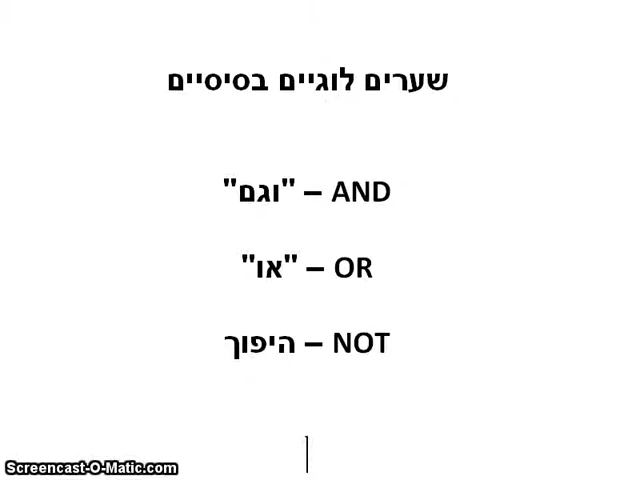 שערים לוגיים בסיסיים
AND – "וגם"
OR – "או"
NOT – היפוך
Screencast-O-Matic.com